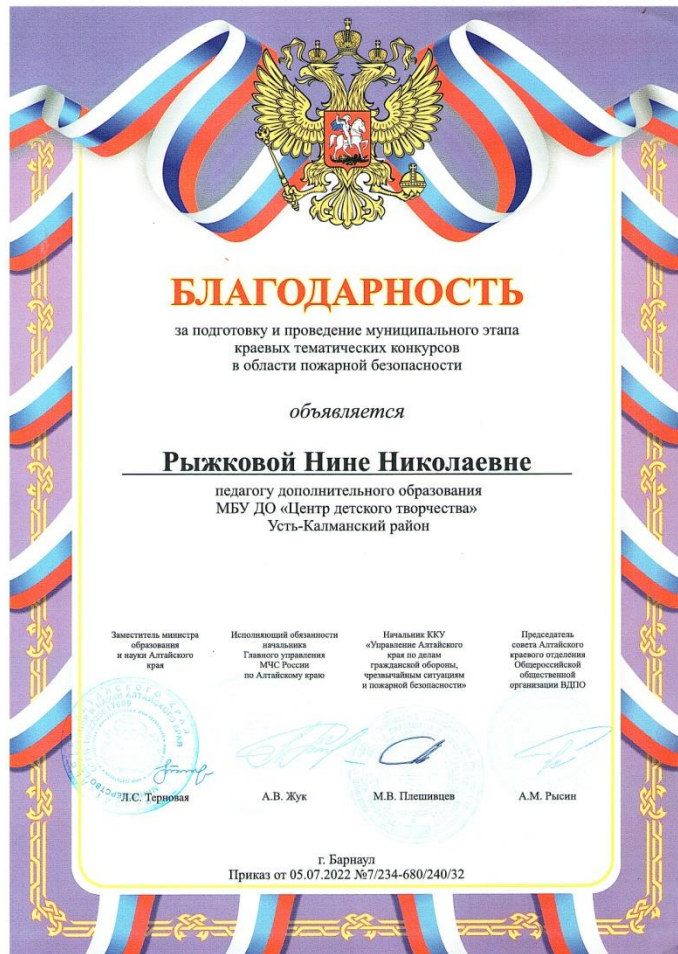 БЛАГОДАРНОСТЬ
за подготовку и проведение муниципального этапа
краевых тематических конкурсов
в области пожарной безопасности
объявляется
Рыжковой Нине Николаевне
педагогу дополнительного образования
МБУ ДО «Центр детского творчества»
Усть-Калманский район
Заместитель министра
образования
и науки Алтайского
края
Л.С. Терновая
Исполняющий обязанности
начальника
Главного управления
МЧС России
по Алтайскому краю
А.В. Жук
Начальник ККУ
«Управление Алтайского
края по делам
гражданской обороны,
чрезвычайным ситуациям
и пожарной безопасности»
М.В. Плешивцев
Председатель
совета Алтайского
краевого отделения
Общероссийской
общественной
организации ВДПО
А.М. Рысин
г. Барнаул
Приказ от 05.07.2022 №7/234-680/240/32